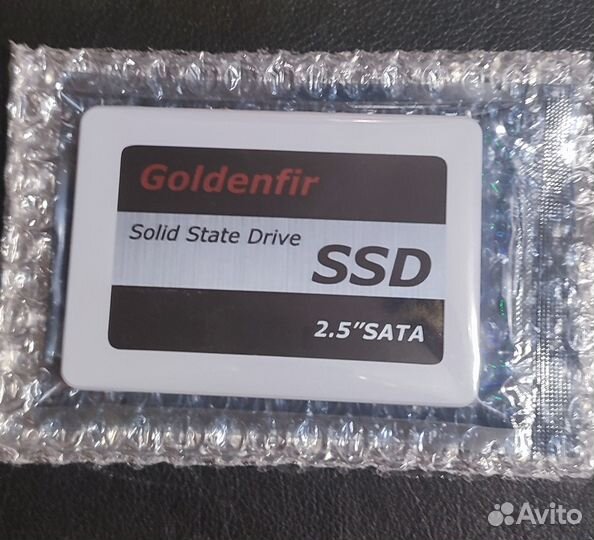 Goldenfir
Solid State Drive
SSD
2.5"SATA
Avito